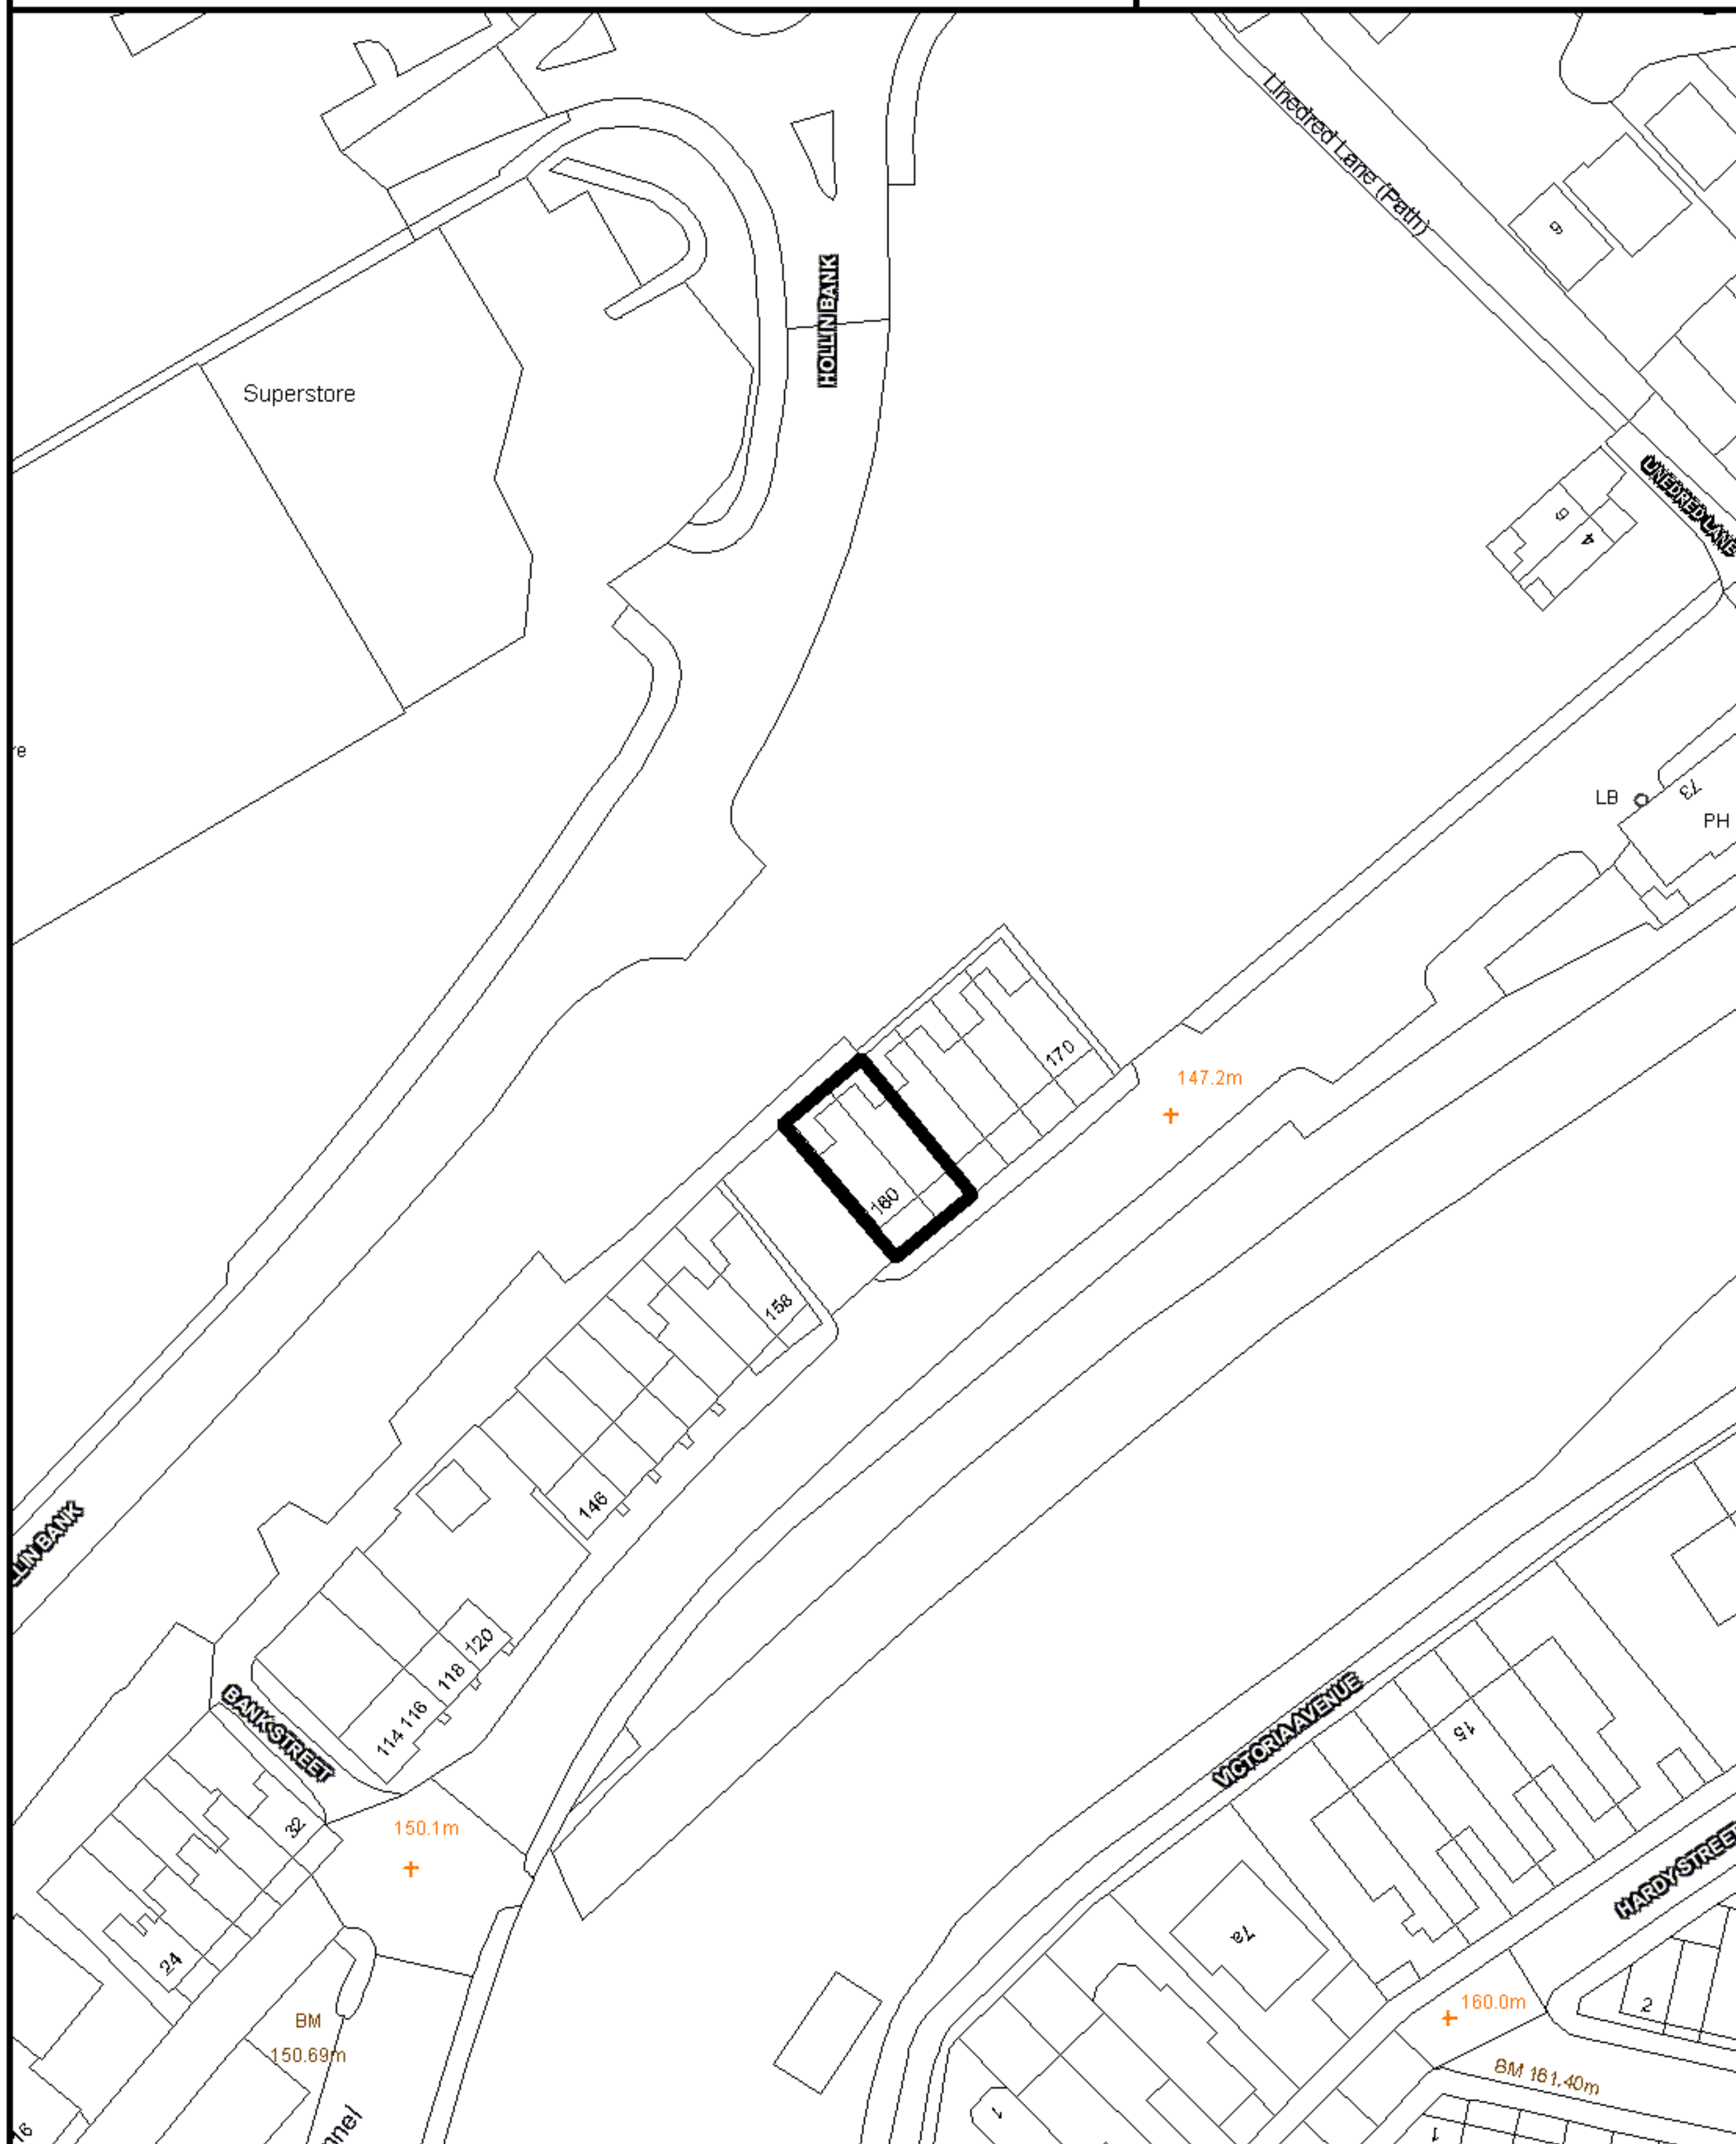 Linedred Lane (Path)
9
HOLLIN BANK
Superstore
LINEDRED LANE
6
4
73
LB
PH
170
147.2m
160
158
146
120
118
116
114
BANK STREET
VICTORIA AVENUE
15
32
150.1m
HARDY STREET
7a
24
160.0m
2
BM
150.69m
BM 161.40m
1
1
16